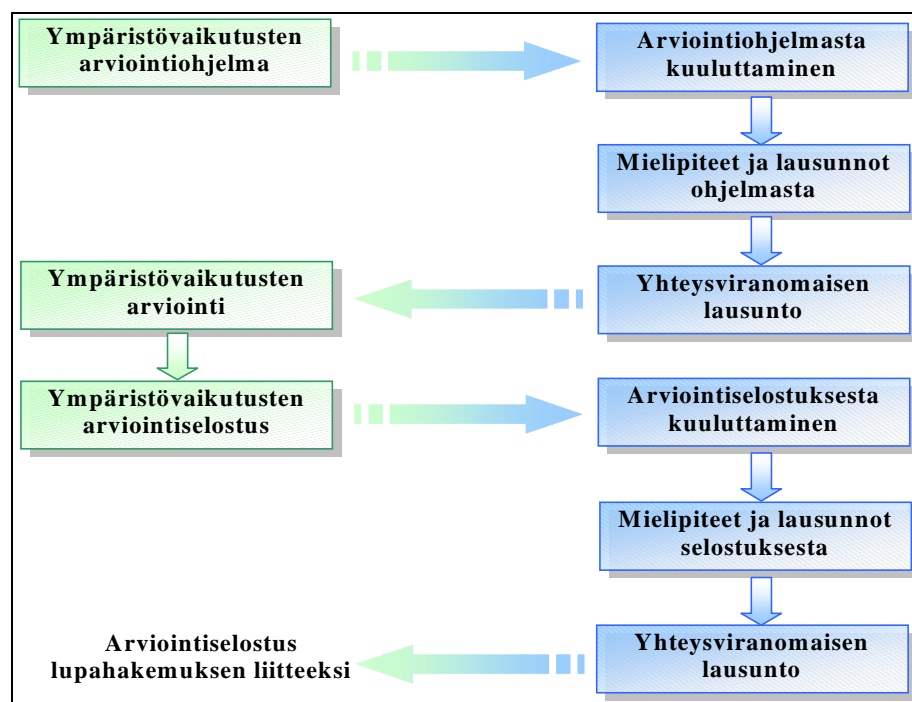 Ympäristövaikutusten
arviointiohjelma
Arviointiohjelmasta
kuuluttaminen
Mielipiteet ja lausunnot
ohjelmasta
Ympäristövaikutusten
arviointi
Yhteysviranomaisen
lausunto
Ympäristövaikutusten
arviointiselostus
Arviointiselostuksesta
kuuluttaminen
Mielipiteet ja lausunnot
selostuksesta
Arviointiselostus
lupahakemuksen liitteeksi
Yhteysviranomaisen
lausunto